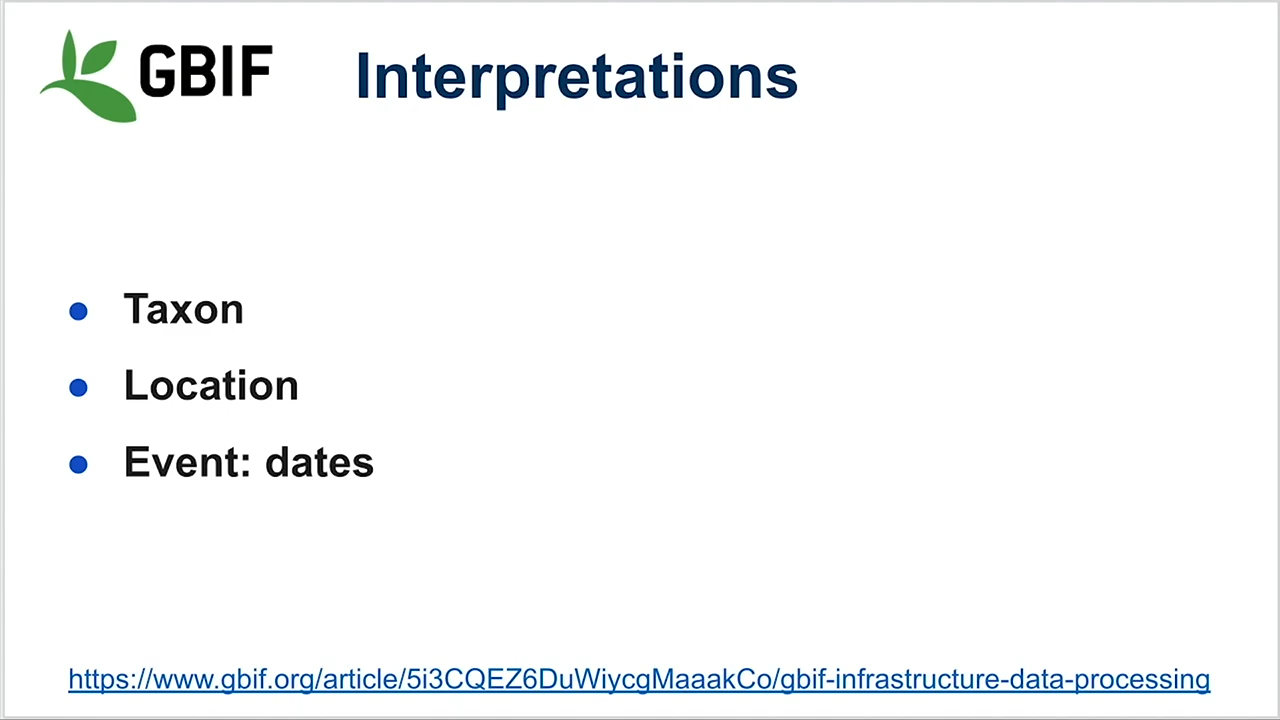 GBIF
Interpretations
● Taxon
● Location
● Event: dates
https://www.gbif.org/article/5i3CQEZ6DuWiycgMaaakCo/gbif-infrastructure-data-processing